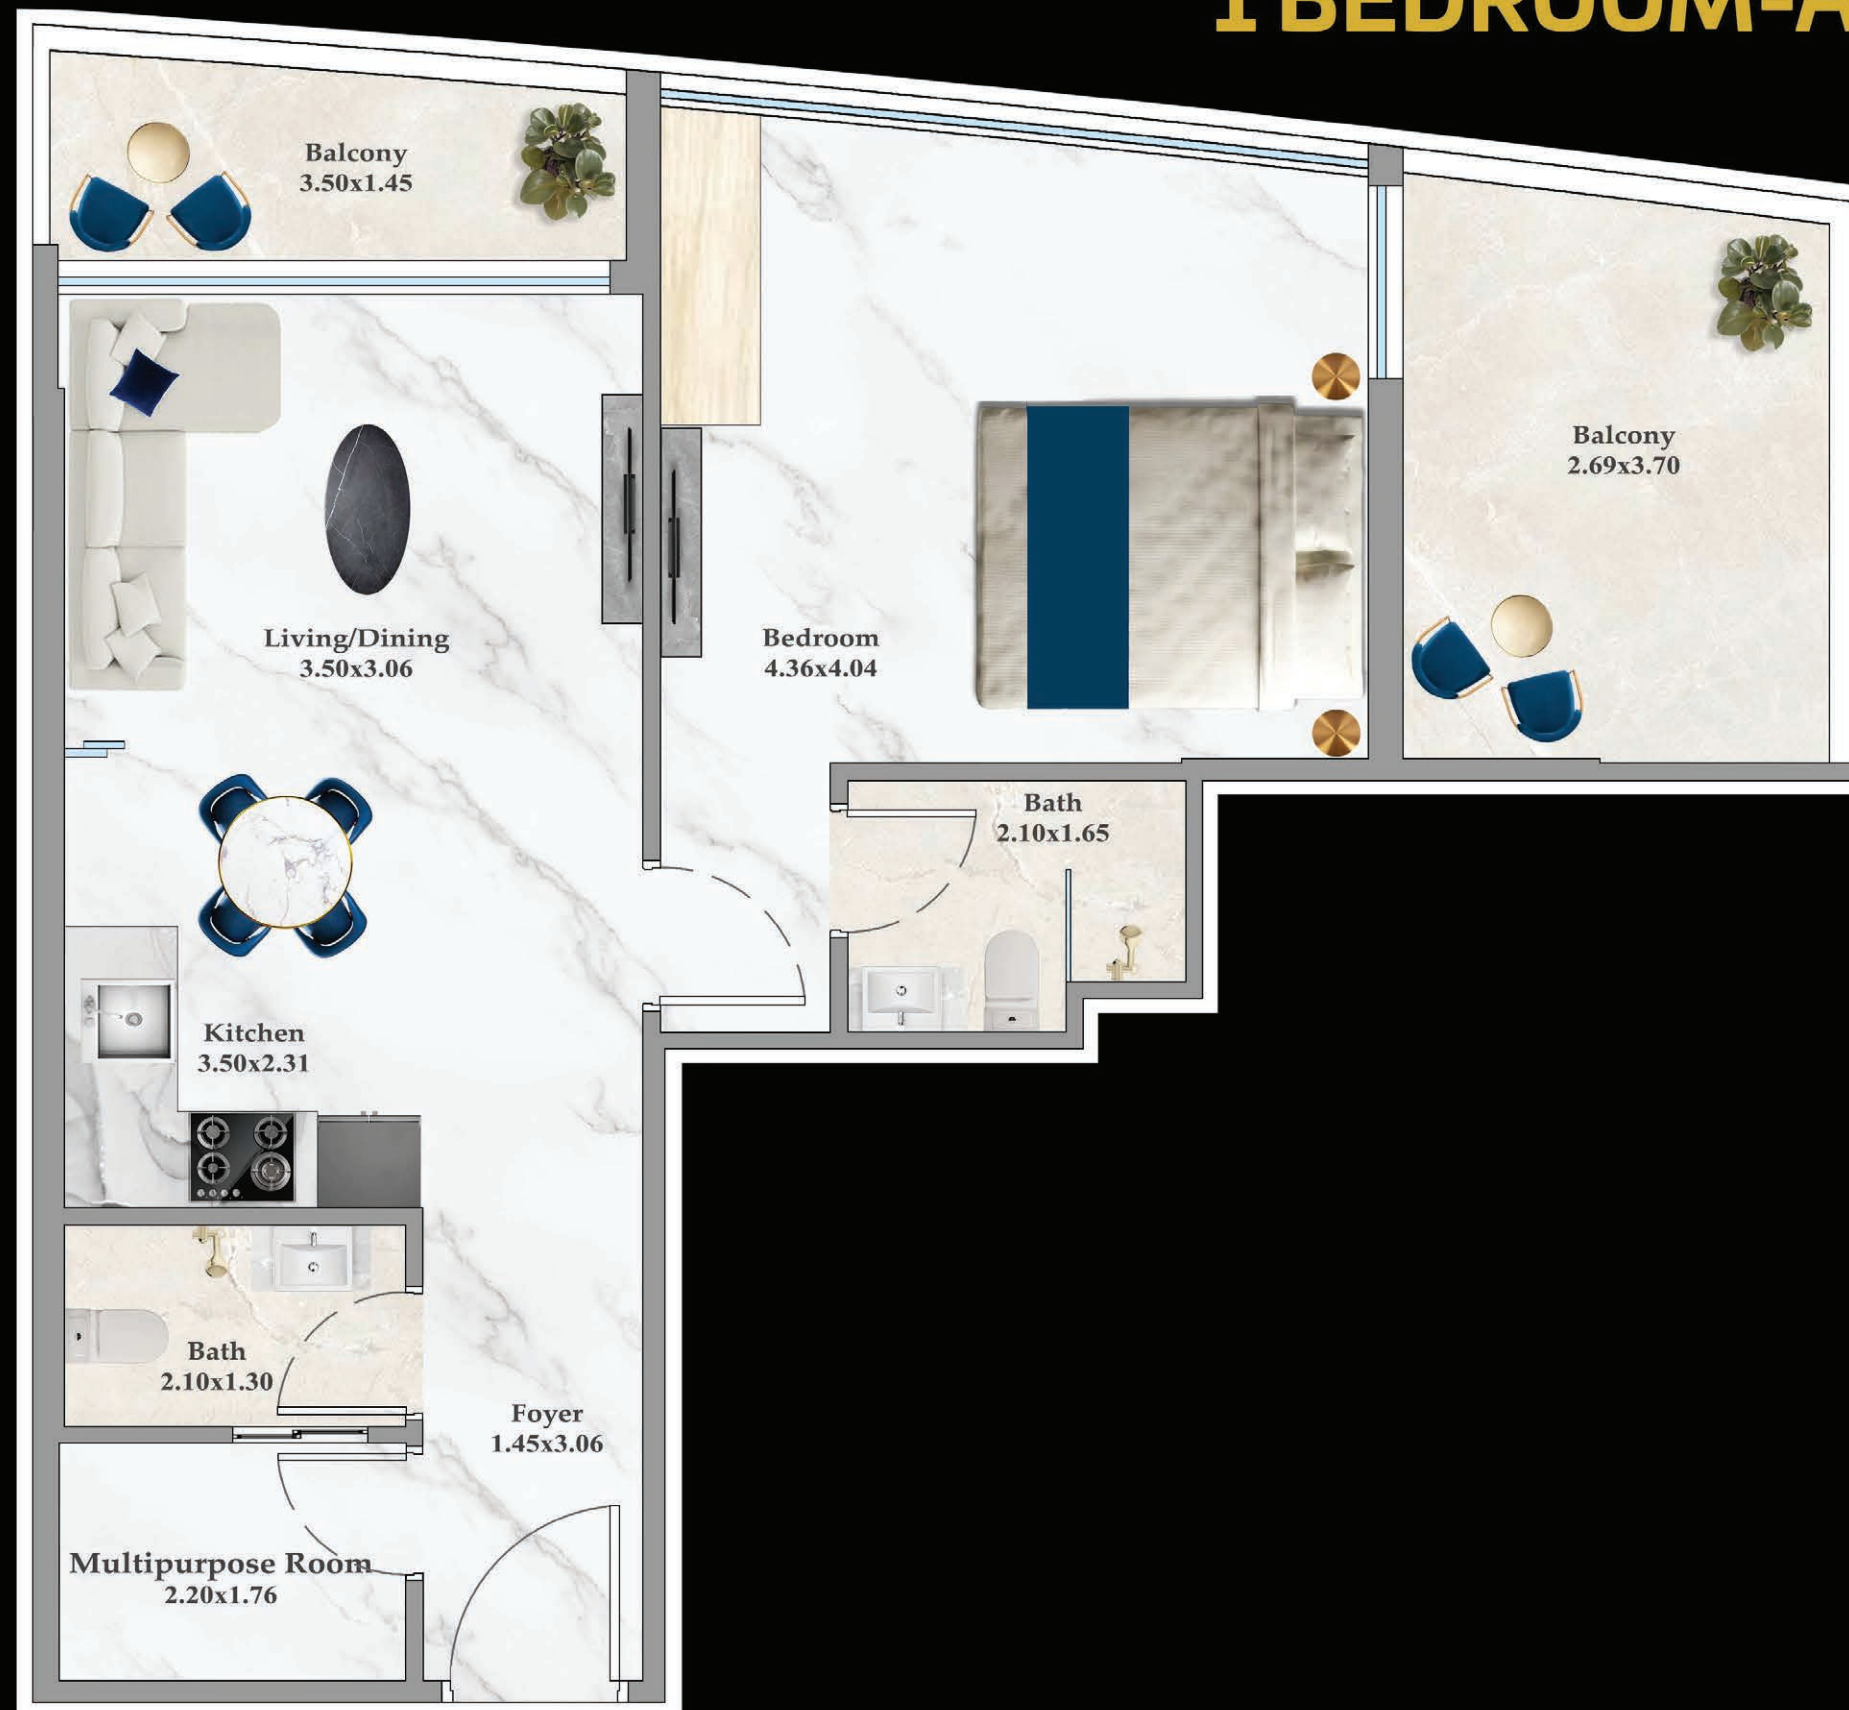 1 BEDROOM-A
Balcony
3.50x1.45
Balcony
2.69x3.70
Living/Dining
3.50x3.06
Bedroom
4.36x4.04
Bath
2.10x1.65
Kitchen
3.50x2.31
Bath
2.10x1.30
Foyer
1.45x3.06
Multipurpose Room
2.20x1.76